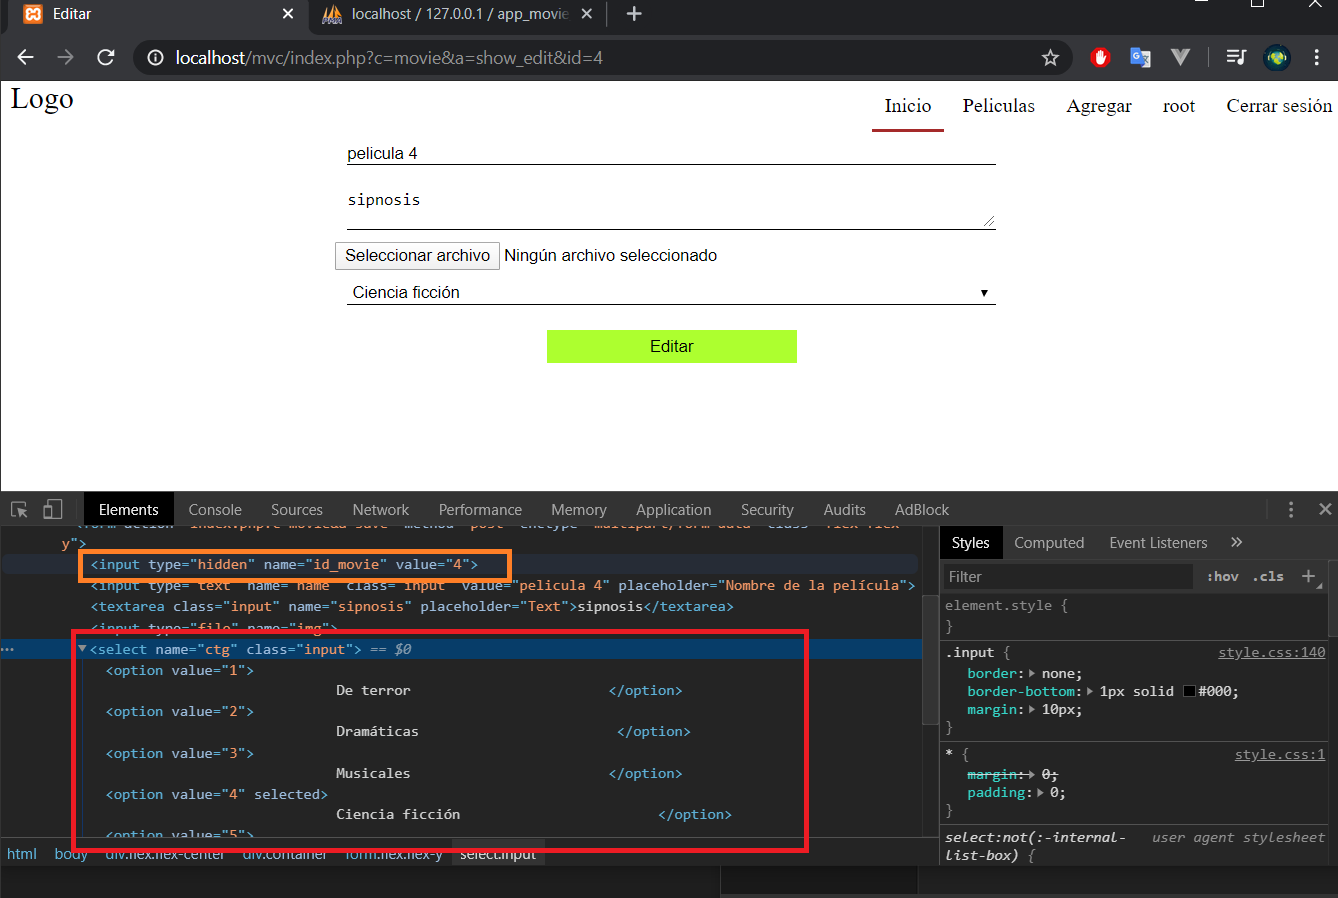 Editar
localhost / 127.0.0.1 / app_movie
localhost/mvc/index.php?c=movie&a=show_edit&id=4
Logo
Inicio Peliculas Agregar root Cerrar sesión
pelicula 4
sipnosis
Seleccionar archivo Ningún archivo seleccionado
Ciencia ficción
Editar
Elements Console Sources Network Performance Memory Application Security Audits AdBlock
y">
<input type="hidden" name="id_movie" value="4">
<input type="text" name="name" class="input" value="pelicula 4" placeholder="Nombre de la película">
<textarea class="input" name="sipnosis" placeholder="Text">sipnosis</textarea>
<input type="file" name="img">
<select name="ctg" class="input"> == $0
<option value="1">
De terror </option>
<option value="2">
Dramáticas </option>
<option value="3">
Musicales </option>
<option value="4" selected>
Ciencia ficción </option>
<option value="5">
html body div.flex.flex-center div.container form.flex.flex-y select.input
Styles Computed Event Listeners »
Filter :hov .cls +
element.style {
}
.input { style.css:140
border: none;
border-bottom: 1px solid #000;
margin: 10px;
}
* { style.css:1
margin: 0;
padding: 0;
}
select:not(:-internal- user agent stylesheet
list-box) {